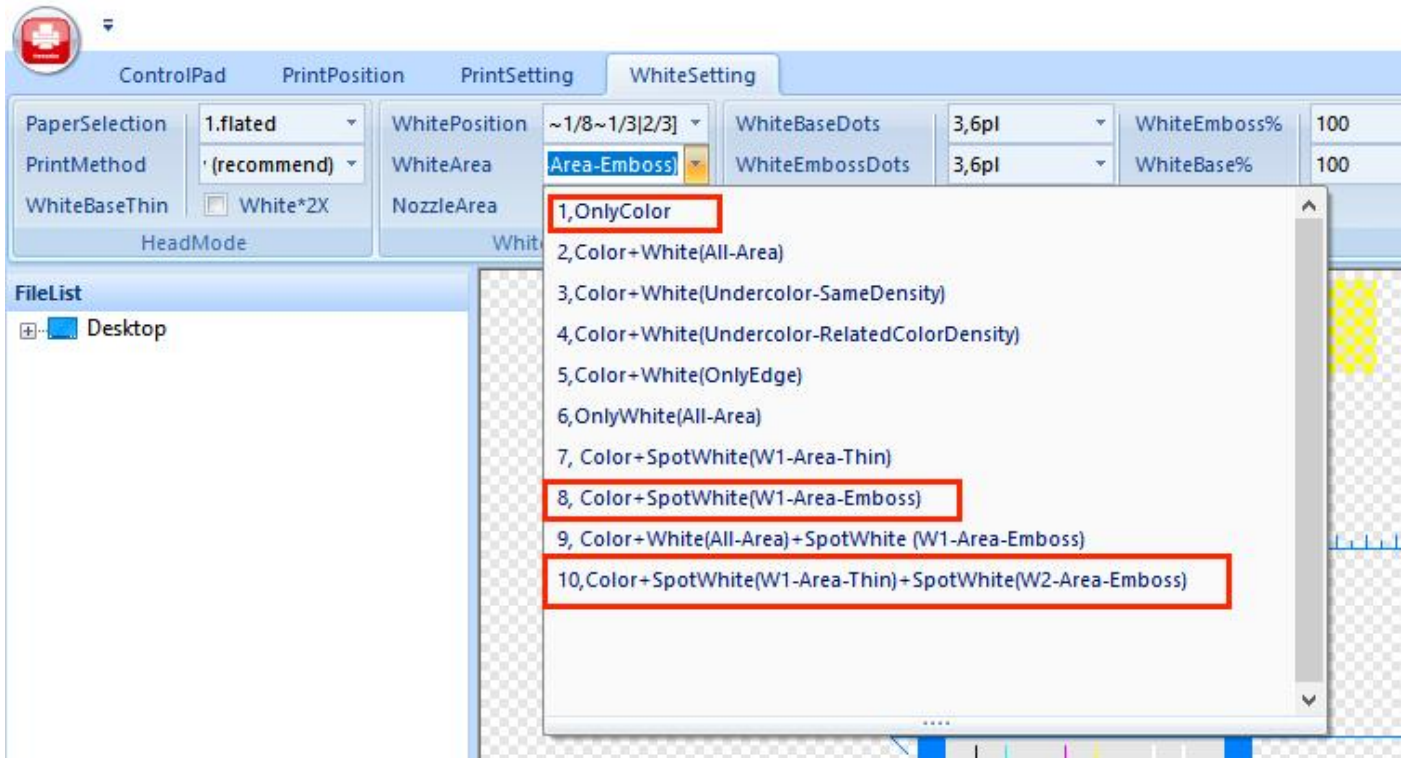 ControlPad PrintPosition PrintSetting WhiteSetting
PaperSelection 1.flated WhitePosition ~1/8~1/3|2/3] WhiteBaseDots 3,6pl WhiteEmboss% 100
PrintMethod (recommend) WhiteArea -Area-Emboss) WhiteEmbossDots 3,6pl WhiteBase% 100
WhiteBaseThin White*2X NozzleArea
HeadMode Whit
1,OnlyColor
2,Color+White(All-Area)
3,Color+White(Undercolor-SameDensity)
4,Color+White(Undercolor-RelatedColorDensity)
5,Color+White(OnlyEdge)
6,OnlyWhite(All-Area)
7, Color+SpotWhite(W1-Area-Thin)
8, Color+SpotWhite(W1-Area-Emboss)
9, Color+White(All-Area)+SpotWhite (W1-Area-Emboss)
10,Color+SpotWhite(W1-Area-Thin)+SpotWhite(W2-Area-Emboss)
FileList
Desktop